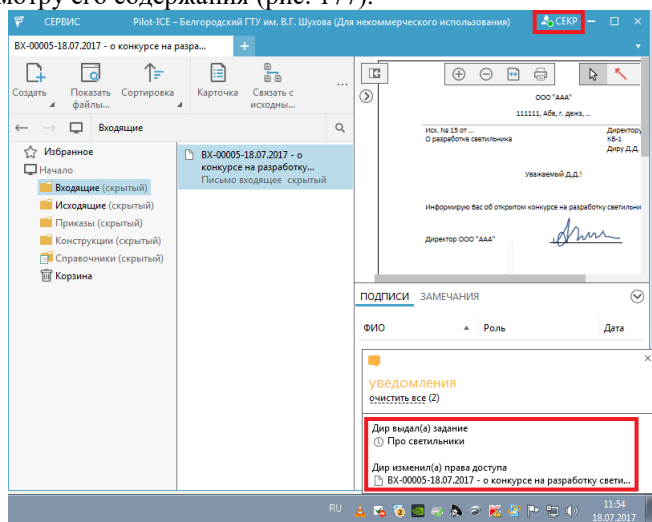 мотру его содержания (рис. 177).
СЕРВИС Pilot-ICE – Белгородский ГТУ им. В.Г. Шухова (Для некоммерческого использования) СЕКР
ВХ-00005-18.07.2017 - о конкурсе на разра...
Создать Показать файлы... Сортировка Карточка Связать с исходны... ...
Входящие
Избранное
Начало
Входящие (скрытый)
Исходящие (скрытый)
Приказы (скрытый)
Конструкции (скрытый)
Справочники (скрытый)
Корзина
ВХ-00005-18.07.2017 - о
конкурсе на разработку...
Письмо входящее скрытый
ООО "ААА"
111111, Абв, г. дежз, ...
Исх. № 15 от ... Директору
О разработке светильника КБ-1
Диру Д.Д.
Уважаемый Д.Д.!
Информирую Вас об открытом конкурсе на разработку светильни
Директор ООО "ААА"
ПОДПИСИ ЗАМЕЧАНИЯ
ФИО Роль Дата
уведомления
очистить все (2)
Дир выдал(а) задание
Про светильники
Дир изменил(а) права доступа
ВХ-00005-18.07.2017 - о конкурсе на разработку свети...
RU 11:54
18.07.2017